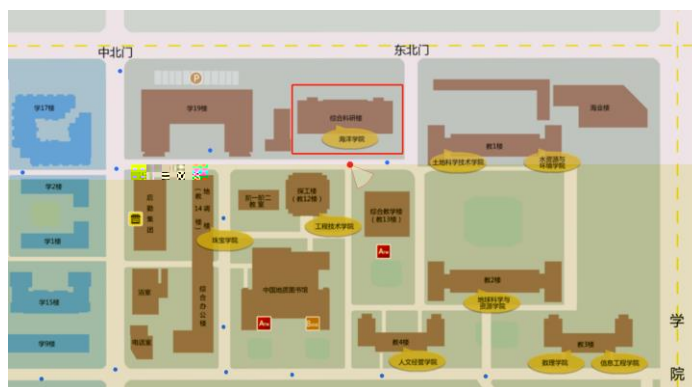 中北门
东北门
P
学17楼
学19楼
综合科研楼
海洋学院
教1楼
土地科学技术学院
水资源与
环境学院
学2楼
学1楼
后勤集团
珠宝学院
探工楼
(教12楼)
工程技术学院
综合教学楼
(教13楼)
学15楼
学9楼
浴室
电话室
综合办公楼
中国地质图书馆
教2楼
地球科学与
资源学院
教4楼
人文经管学院
教3楼
数理学院
信息工程学院
学
院